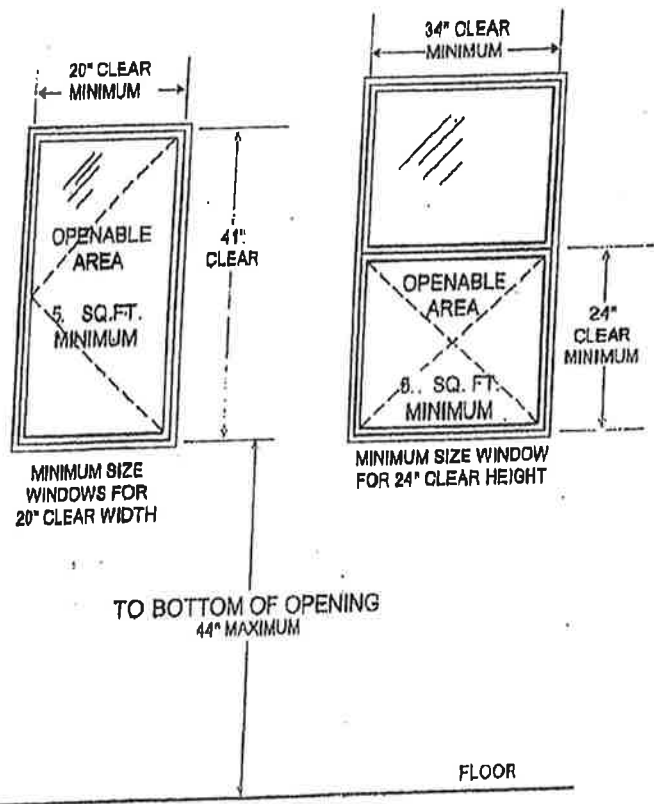 20" CLEAR
MINIMUM
OPENABLE
AREA
SQ.FT.
MINIMUM
41"
CLEAR
MINIMUM SIZE
WINDOWS FOR
20" CLEAR WIDTH
34" CLEAR
MINIMUM
OPENABLE
AREA
SQ. FT.
MINIMUM
24"
CLEAR
MINIMUM
MINIMUM SIZE WINDOW
FOR 24" CLEAR HEIGHT
TO BOTTOM OF OPENING
44" MAXIMUM
FLOOR